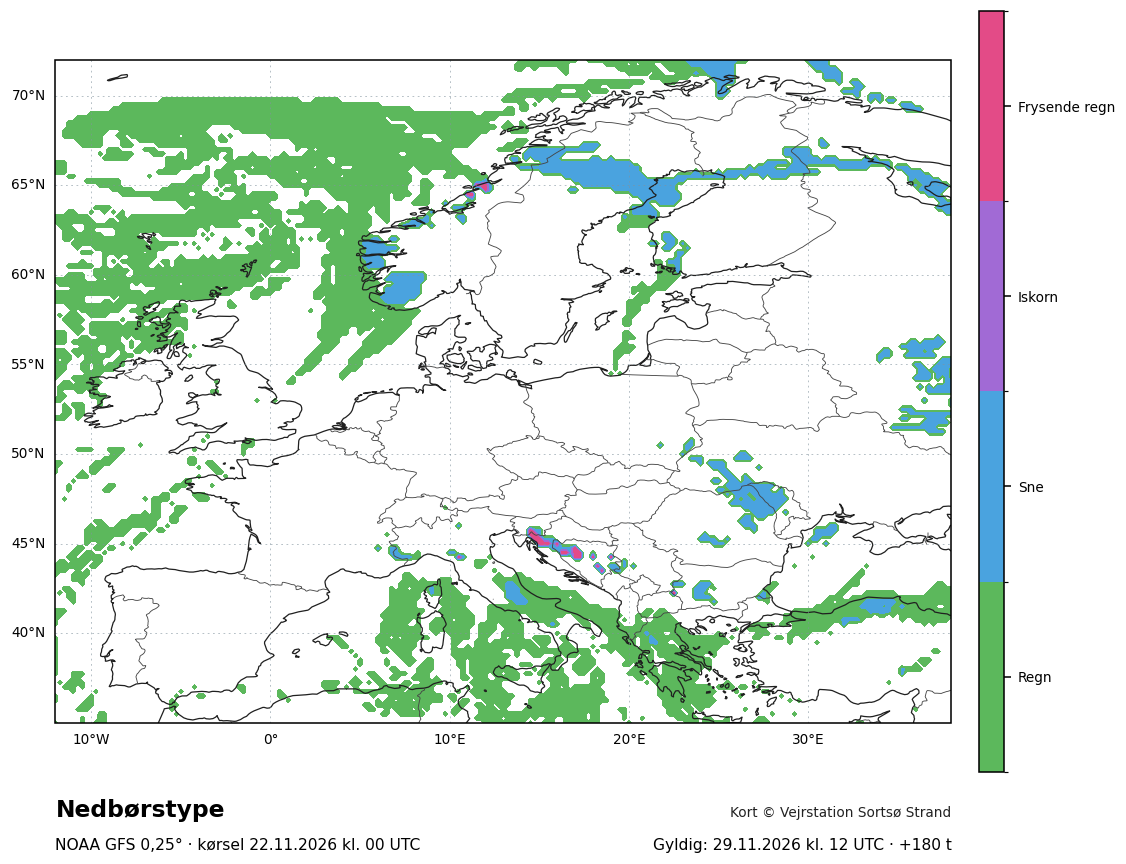 Frysende regn
Iskorn
Sne
Regn
70°N
65°N
60°N
55°N
50°N
45°N
40°N
10°W
0°
10°E
20°E
30°E
Nedbørstype
Kort © Vejrstation Sortsø Strand
NOAA GFS 0,25° · kørsel 22.11.2026 kl. 00 UTC
Gyldig: 29.11.2026 kl. 12 UTC · +180 t